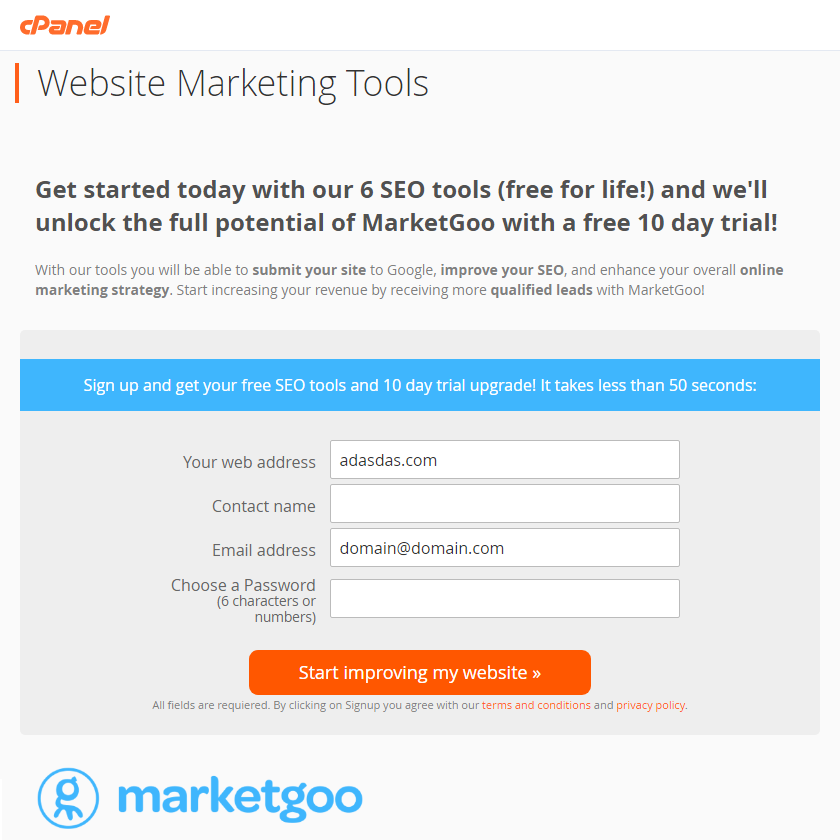 cPanel
Website Marketing Tools
Get started today with our 6 SEO tools (free for life!) and we'll
unlock the full potential of MarketGoo with a free 10 day trial!
With our tools you will be able to submit your site to Google, improve your SEO, and enhance your overall online
marketing strategy. Start increasing your revenue by receiving more qualified leads with MarketGoo!
Sign up and get your free SEO tools and 10 day trial upgrade! It takes less than 50 seconds:
Your web address adasdas.com
Contact name
Email address domain@domain.com
Choose a Password
(6 characters or
numbers)
Start improving my website »
All fields are requiered. By clicking on Signup you agree with our terms and conditions and privacy policy.
marketgoo